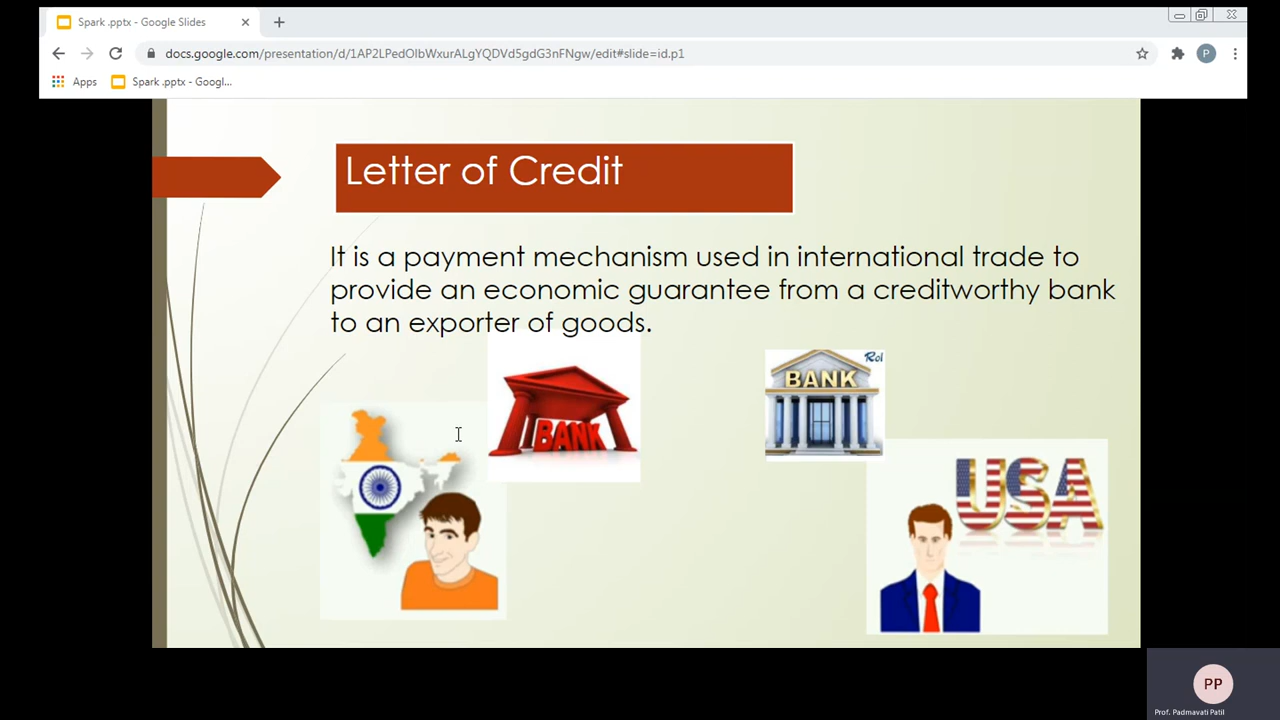 Spark .pptx - Google Slides
docs.google.com/presentation/d/1AP2LPedOlbWxurALgYQDVd5gdG3nFNgw/edit#slide=id.p1
P
Apps
Spark .pptx - Googl...
Letter of Credit
It is a payment mechanism used in international trade to
provide an economic guarantee from a creditworthy bank
to an exporter of goods.
BANK
Rol
BANK
USA
PP
Prof. Padmavati Patil